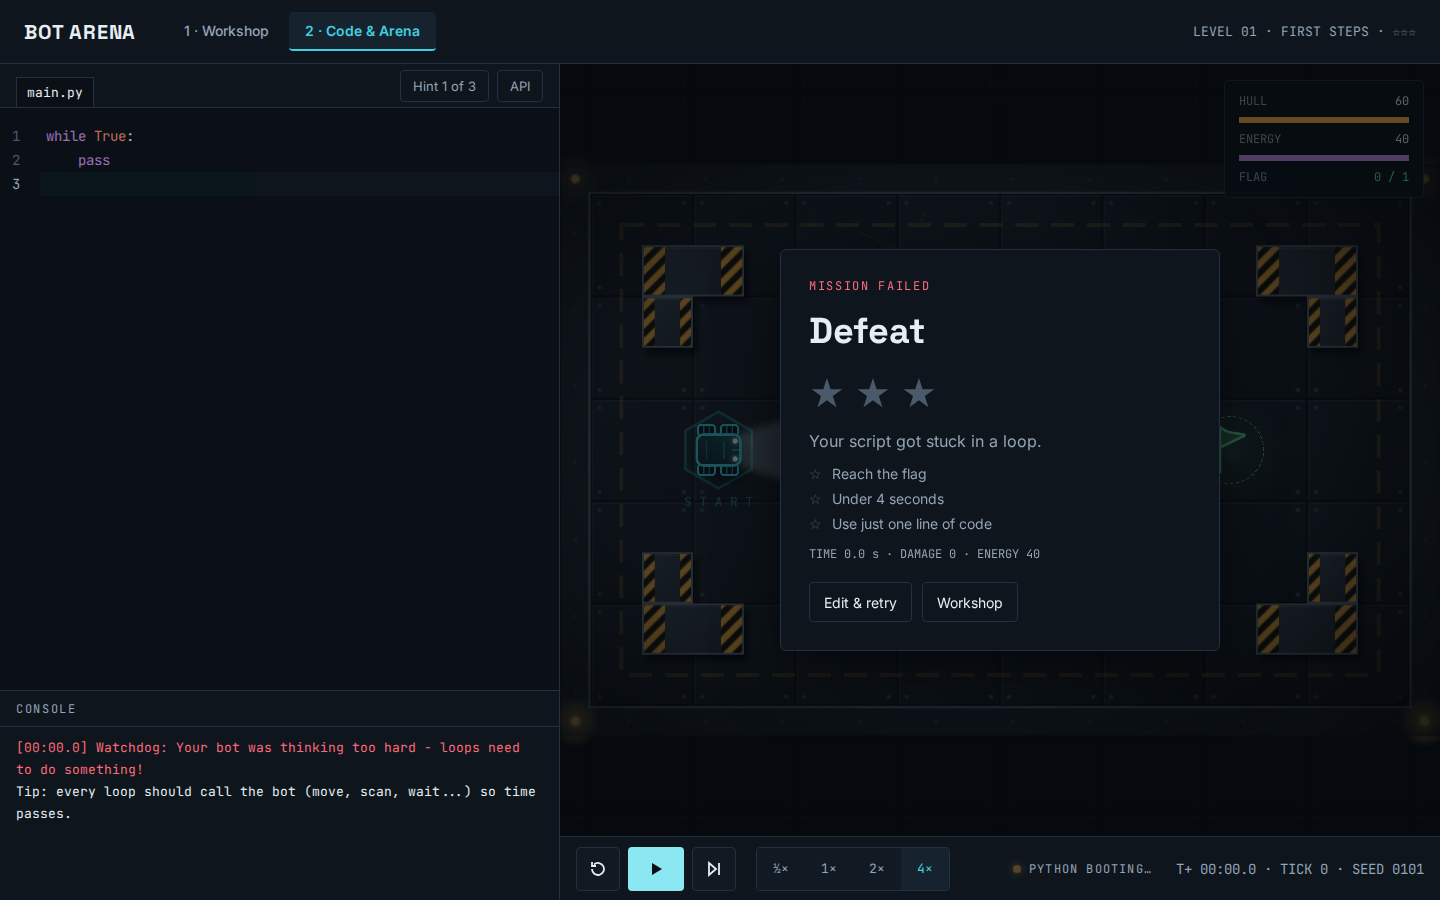 BOT ARENA
1 · Workshop
2 · Code & Arena
LEVEL 01 · FIRST STEPS · ☆☆☆
main.py
Hint 1 of 3
API
1 while True:
2     pass
3
HULL 60
ENERGY 40
FLAG 0 / 1
START
MISSION FAILED
Defeat
★ ★ ★
Your script got stuck in a loop.
☆ Reach the flag
☆ Under 4 seconds
☆ Use just one line of code
TIME 0.0 s · DAMAGE 0 · ENERGY 40
Edit & retry
Workshop
CONSOLE
[00:00.0] Watchdog: Your bot was thinking too hard - loops need
to do something!
Tip: every loop should call the bot (move, scan, wait...) so time
passes.
½×
1×
2×
4×
PYTHON BOOTING…
T+ 00:00.0 · TICK 0 · SEED 0101